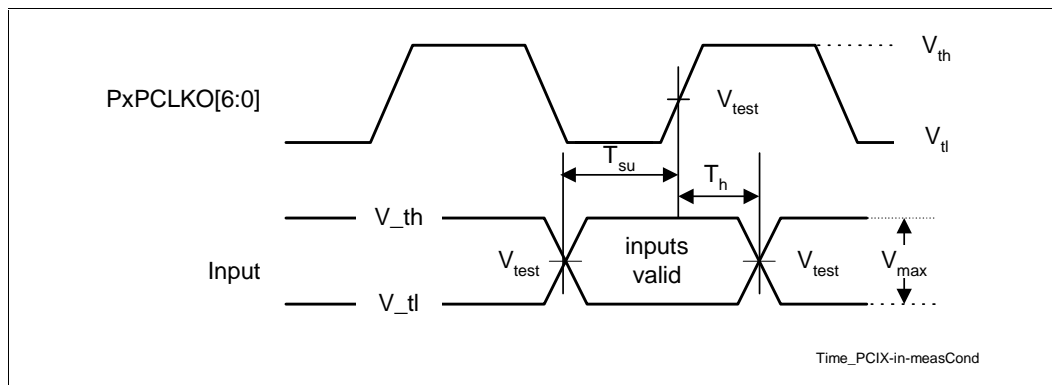 V_th
PxPCLKO[6:0]
V_test
V_tl
T_su
T_h
V_th
V_test
inputs
valid
V_test
V_max
Input
V_tl
Time_PCIX-in-measCond